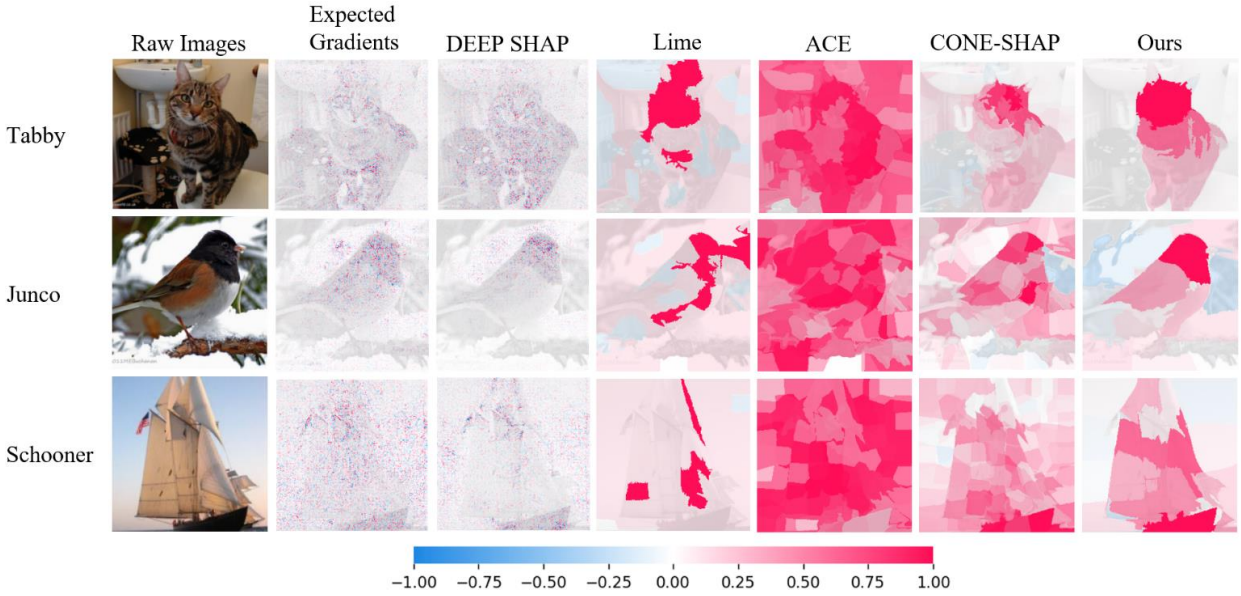 Expected
Gradients
Raw Images DEEP SHAP Lime ACE CONE-SHAP Ours
Tabby
Junco
Schooner
−1.00 −0.75 −0.50 −0.25 0.00 0.25 0.50 0.75 1.00